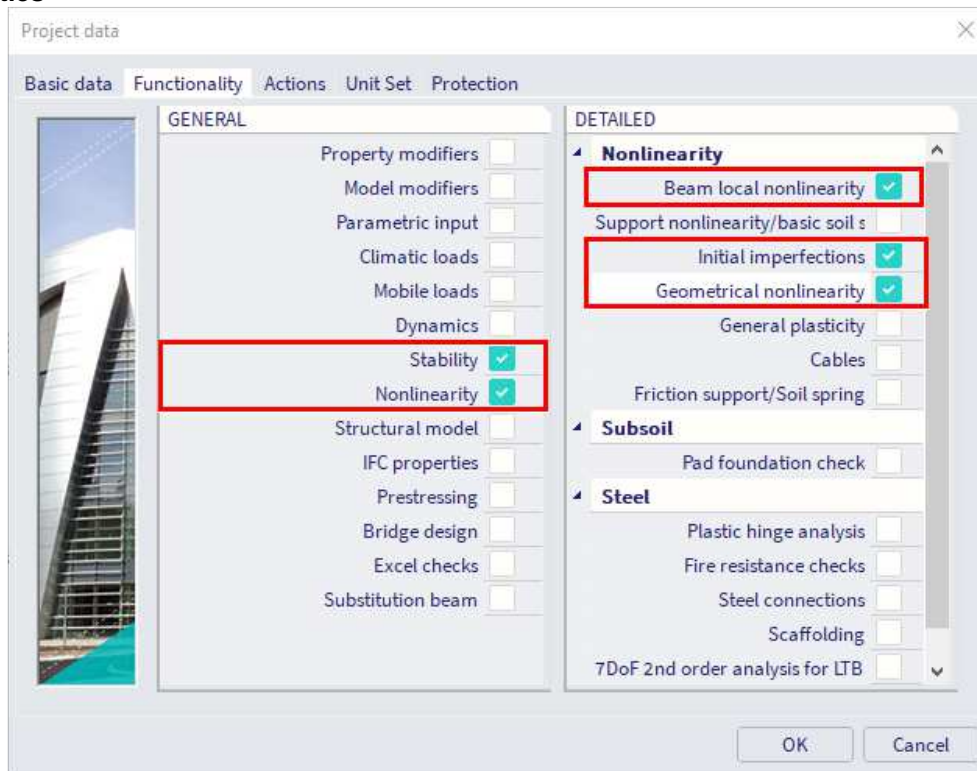 Project data
Basic data Functionality Actions Unit Set Protection
GENERAL
Property modifiers
Model modifiers
Parametric input
Climatic loads
Mobile loads
Dynamics
Stability
Nonlinearity
Structural model
IFC properties
Prestressing
Bridge design
Excel checks
Substitution beam
DETAILED
Nonlinearity
Beam local nonlinearity
Support nonlinearity/basic soil s
Initial imperfections
Geometrical nonlinearity
General plasticity
Cables
Friction support/Soil spring
Subsoil
Pad foundation check
Steel
Plastic hinge analysis
Fire resistance checks
Steel connections
Scaffolding
7DoF 2nd order analysis for LTB
OK Cancel